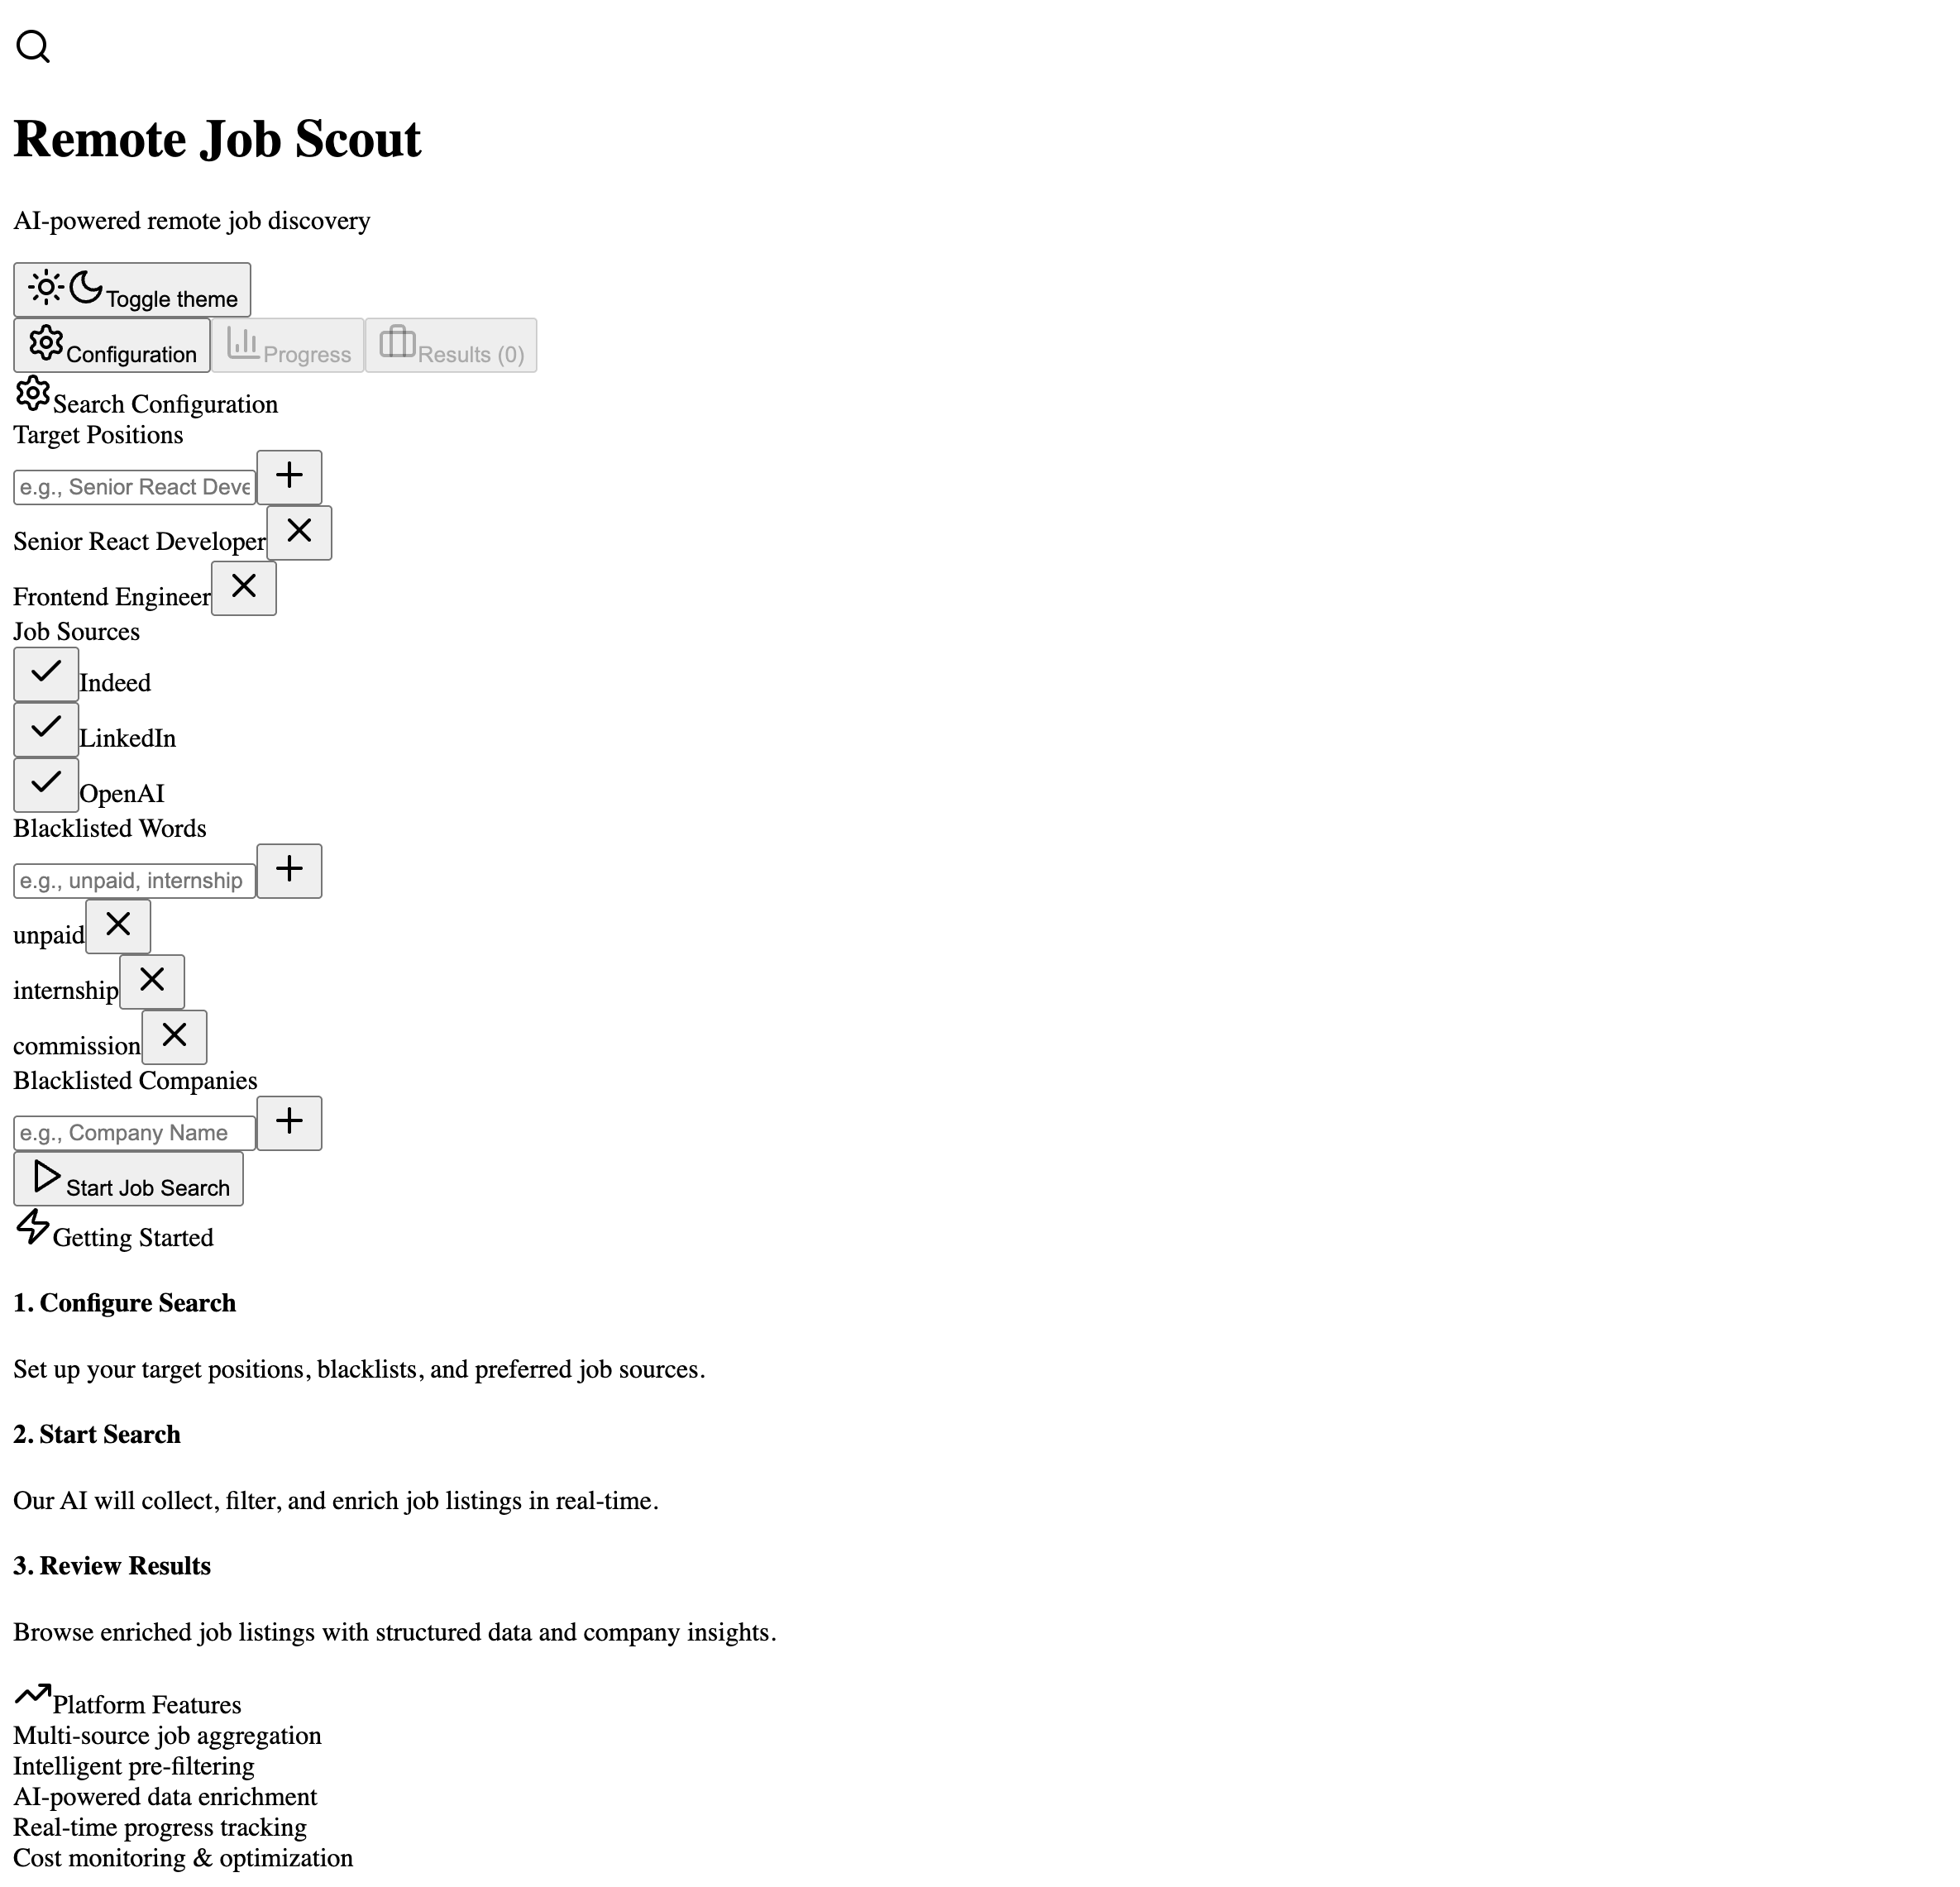 Remote Job Scout
AI-powered remote job discovery
Toggle theme
Configuration Progress Results (0)
Search Configuration
Target Positions
e.g., Senior React Deve
Senior React Developer
Frontend Engineer
Job Sources
Indeed
LinkedIn
OpenAI
Blacklisted Words
e.g., unpaid, internship
unpaid
internship
commission
Blacklisted Companies
e.g., Company Name
Start Job Search
Getting Started
1. Configure Search
Set up your target positions, blacklists, and preferred job sources.
2. Start Search
Our AI will collect, filter, and enrich job listings in real-time.
3. Review Results
Browse enriched job listings with structured data and company insights.
Platform Features
Multi-source job aggregation
Intelligent pre-filtering
AI-powered data enrichment
Real-time progress tracking
Cost monitoring & optimization